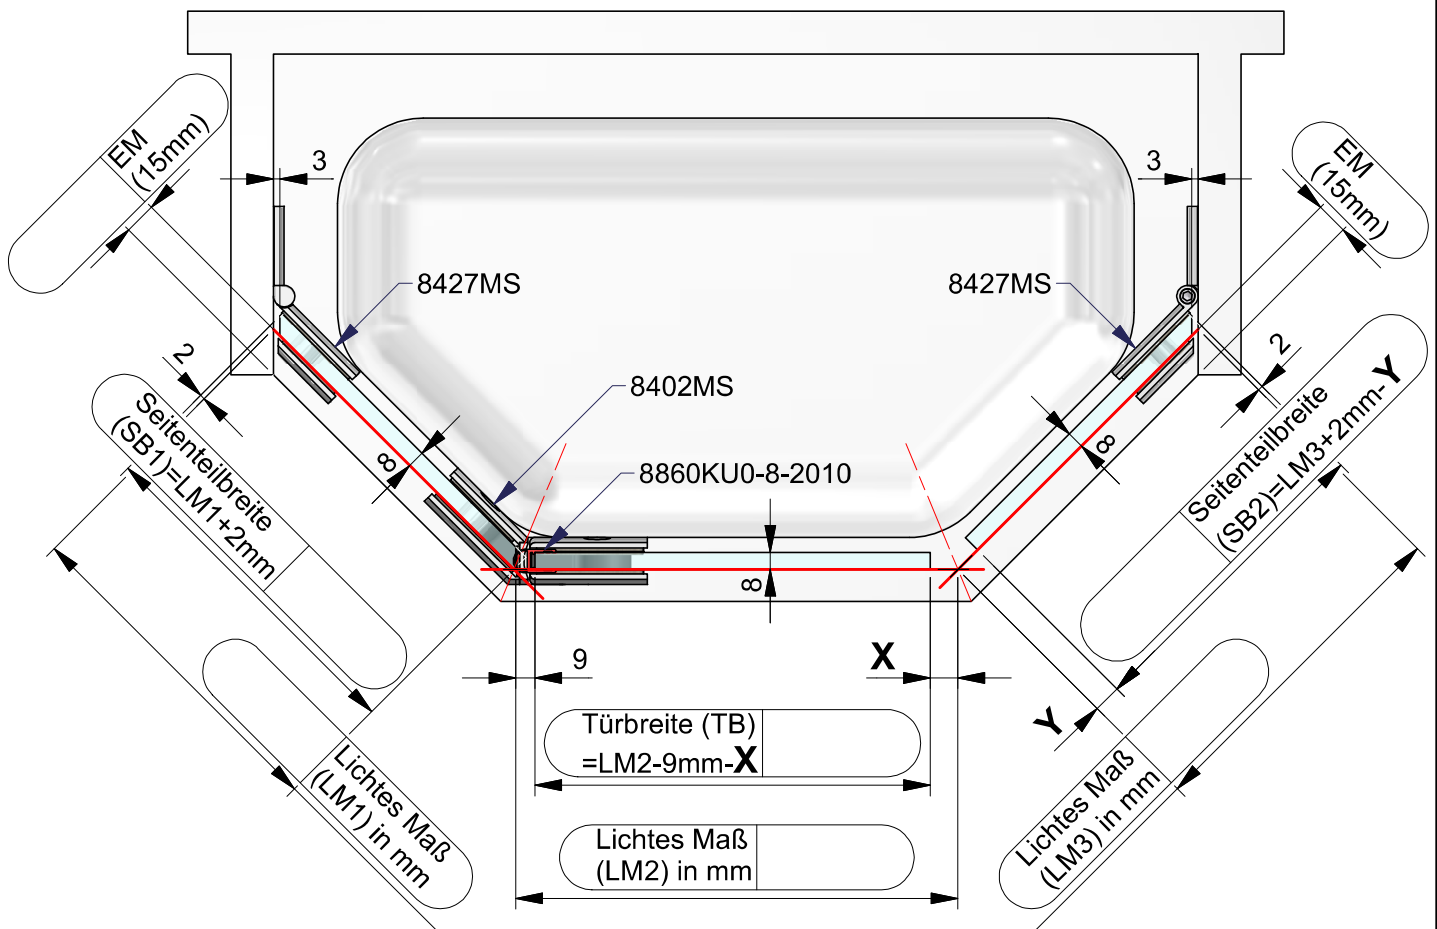 EM
(15mm)
3
3
EM
(15mm)
8427MS
8427MS
2
2
8402MS
8860KU0-8-2010
8
8
8
Seitenteilbreite
(SB1)=LM1+2mm
Seitenteilbreite
(SB2)=LM3+2mm-Y
9
X
Y
Türbreite (TB)
=LM2-9mm-X
Lichtes Maß
(LM1) in mm
Lichtes Maß
(LM2) in mm
Lichtes Maß
(LM3) in mm